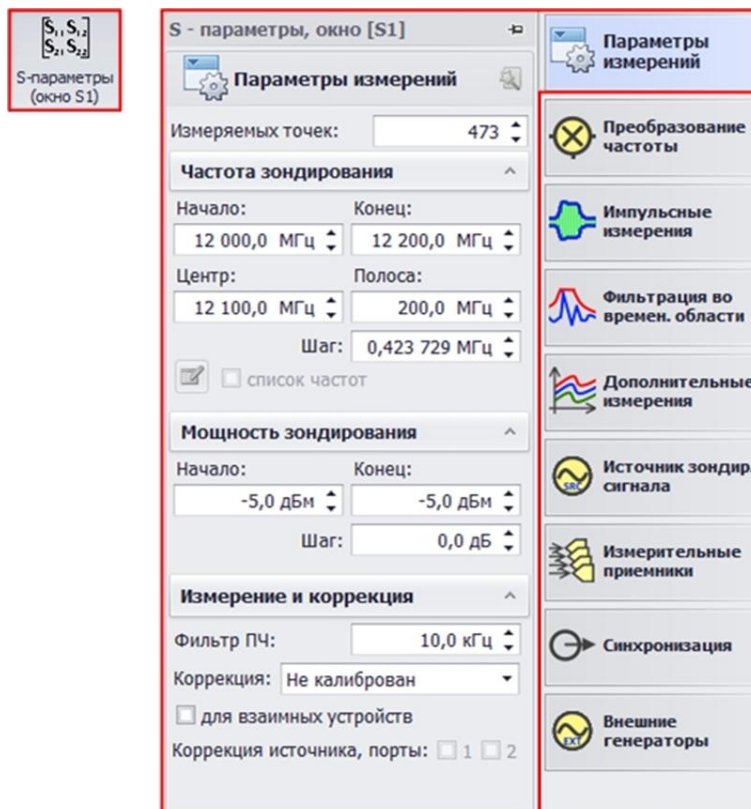 S₁₁ S₁₂
S₂₁ S₂₂
S-параметры
(окно S1)
S - параметры, окно [S1]
Параметры измерений
Измеряемых точек: 473
Частота зондирования
Начало: Конец:
12 000,0 МГц 12 200,0 МГц
Центр: Полоса:
12 100,0 МГц 200,0 МГц
Шаг: 0,423 729 МГц
список частот
Мощность зондирования
Начало: Конец:
-5,0 дБм -5,0 дБм
Шаг: 0,0 дБ
Измерение и коррекция
Фильтр ПЧ: 10,0 кГц
Коррекция: Не калиброван
для взаимных устройств
Коррекция источника, порты: 1 2
Параметры
измерений
Преобразование
частоты
Импульсные
измерения
Фильтрация во
времен. области
Дополнительные
измерения
SRC
Источник зондир.
сигнала
Измерительные
приемники
Синхронизация
EXT
Внешние
генераторы